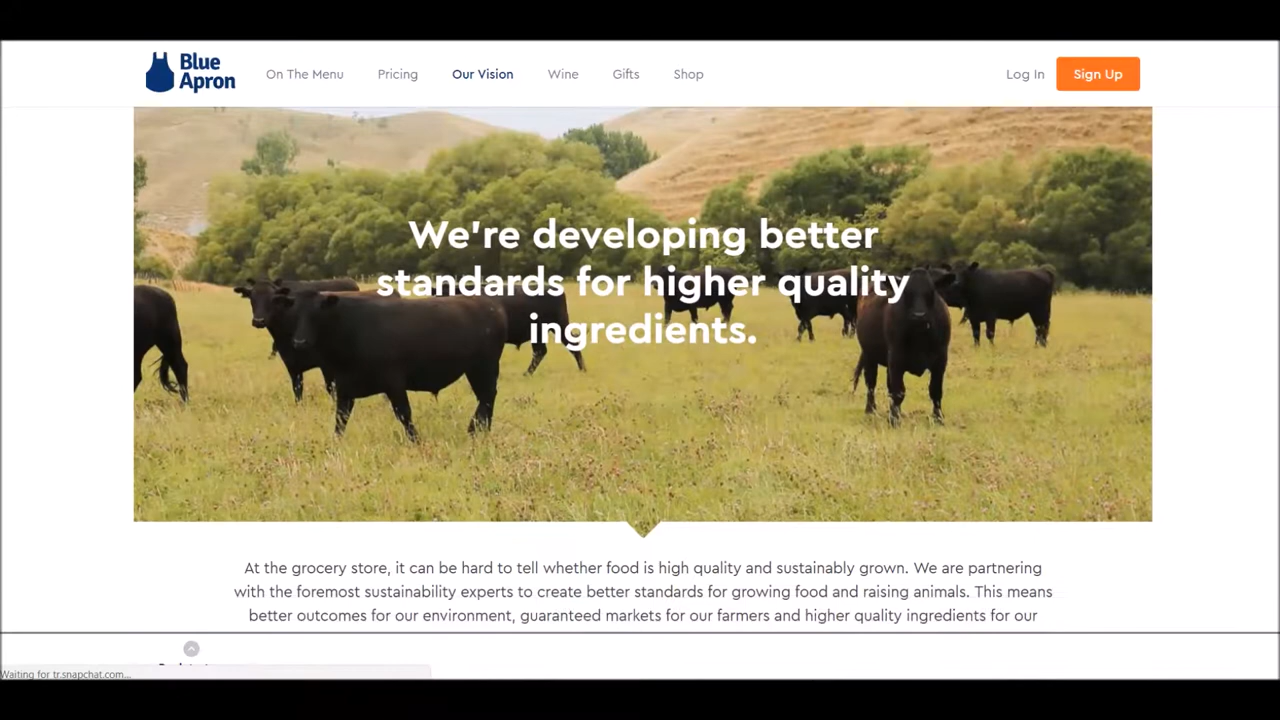 Blue
Apron
On The Menu
Pricing
Our Vision
Wine
Gifts
Shop
Log In
Sign Up
We're developing better
standards for higher quality
ingredients.
At the grocery store, it can be hard to tell whether food is high quality and sustainably grown. We are partnering
with the foremost sustainability experts to create better standards for growing food and raising animals. This means
better outcomes for our environment, guaranteed markets for our farmers and higher quality ingredients for our
Waiting for tr.snapchat.com...